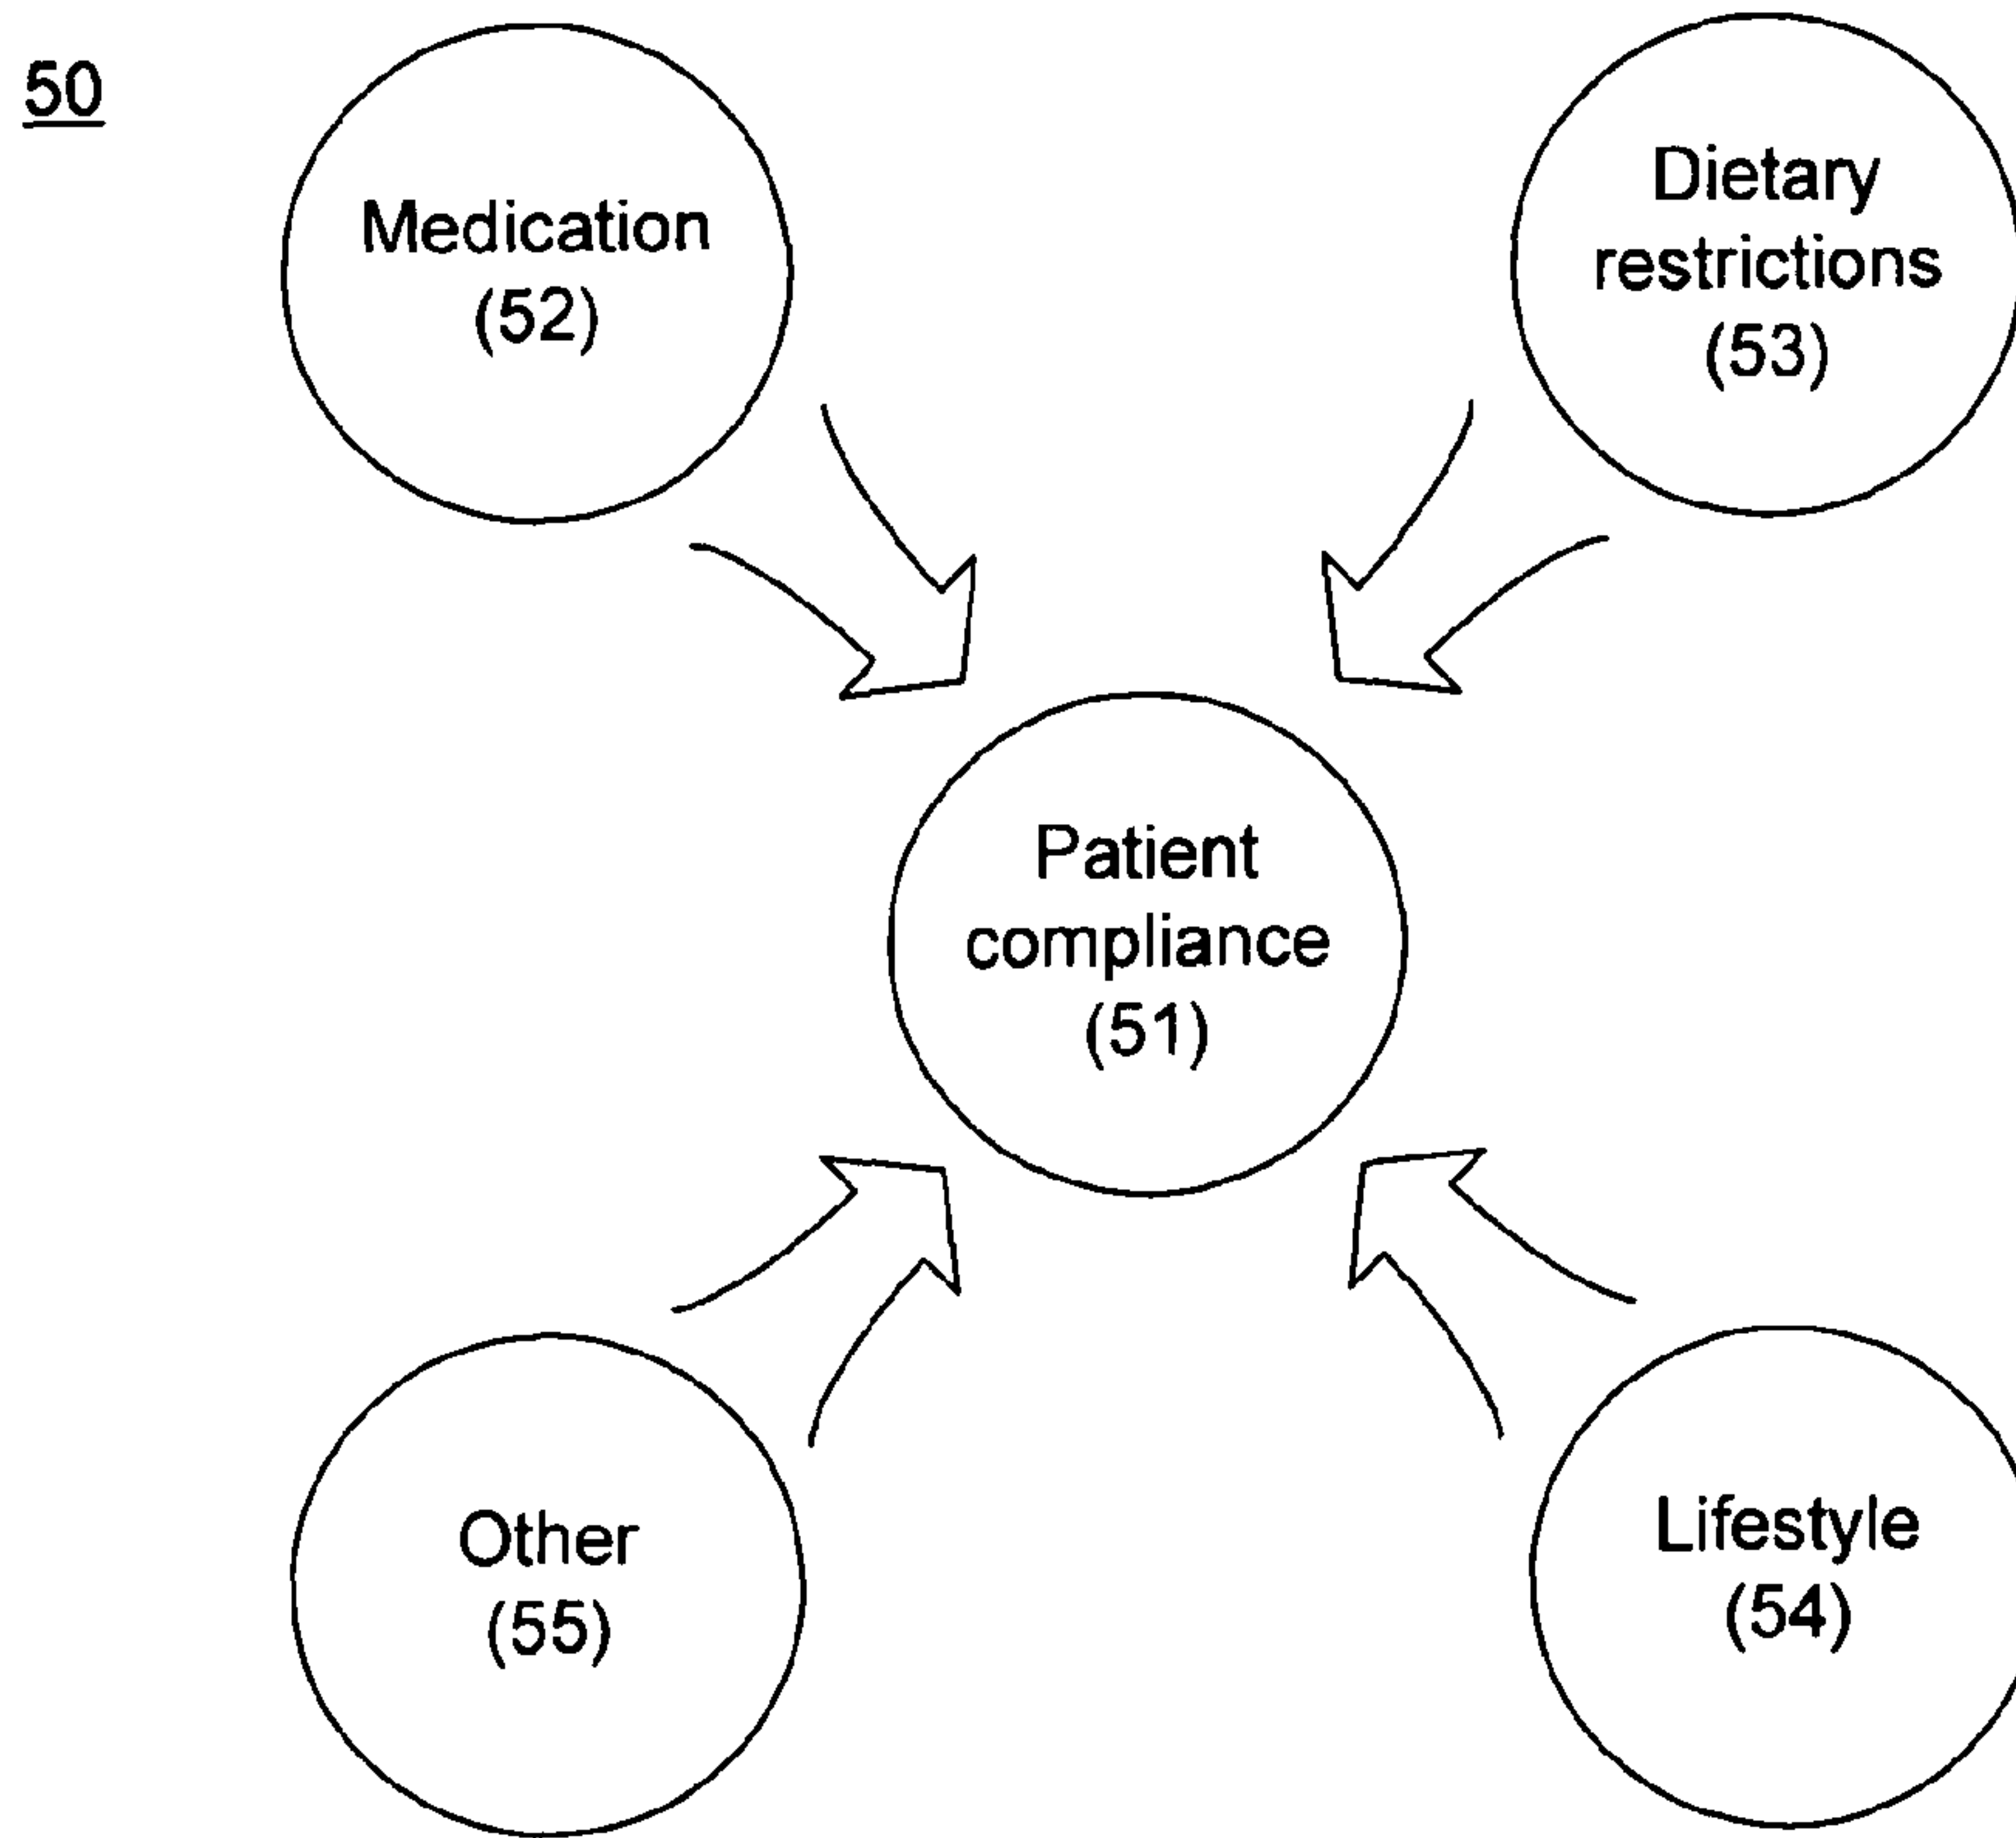 50
Medication
(52)
Dietary
restrictions
(53)
Patient
compliance
(51)
Other
(55)
Lifestyle
(54)